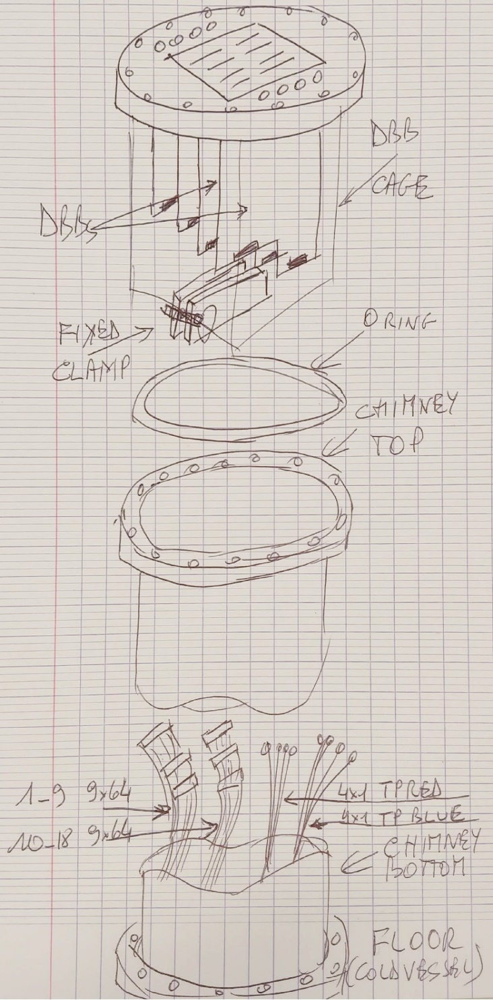 DBB
CAGE
DBBs
FIXED
CLAMP
O RING
CHIMNEY
TOP
1-9 9x64
10-18 9x64
4x1 TP RED
4x1 TP BLUE
CHIMNEY
BOTTOM
FLOOR
(COLD VESSEL)